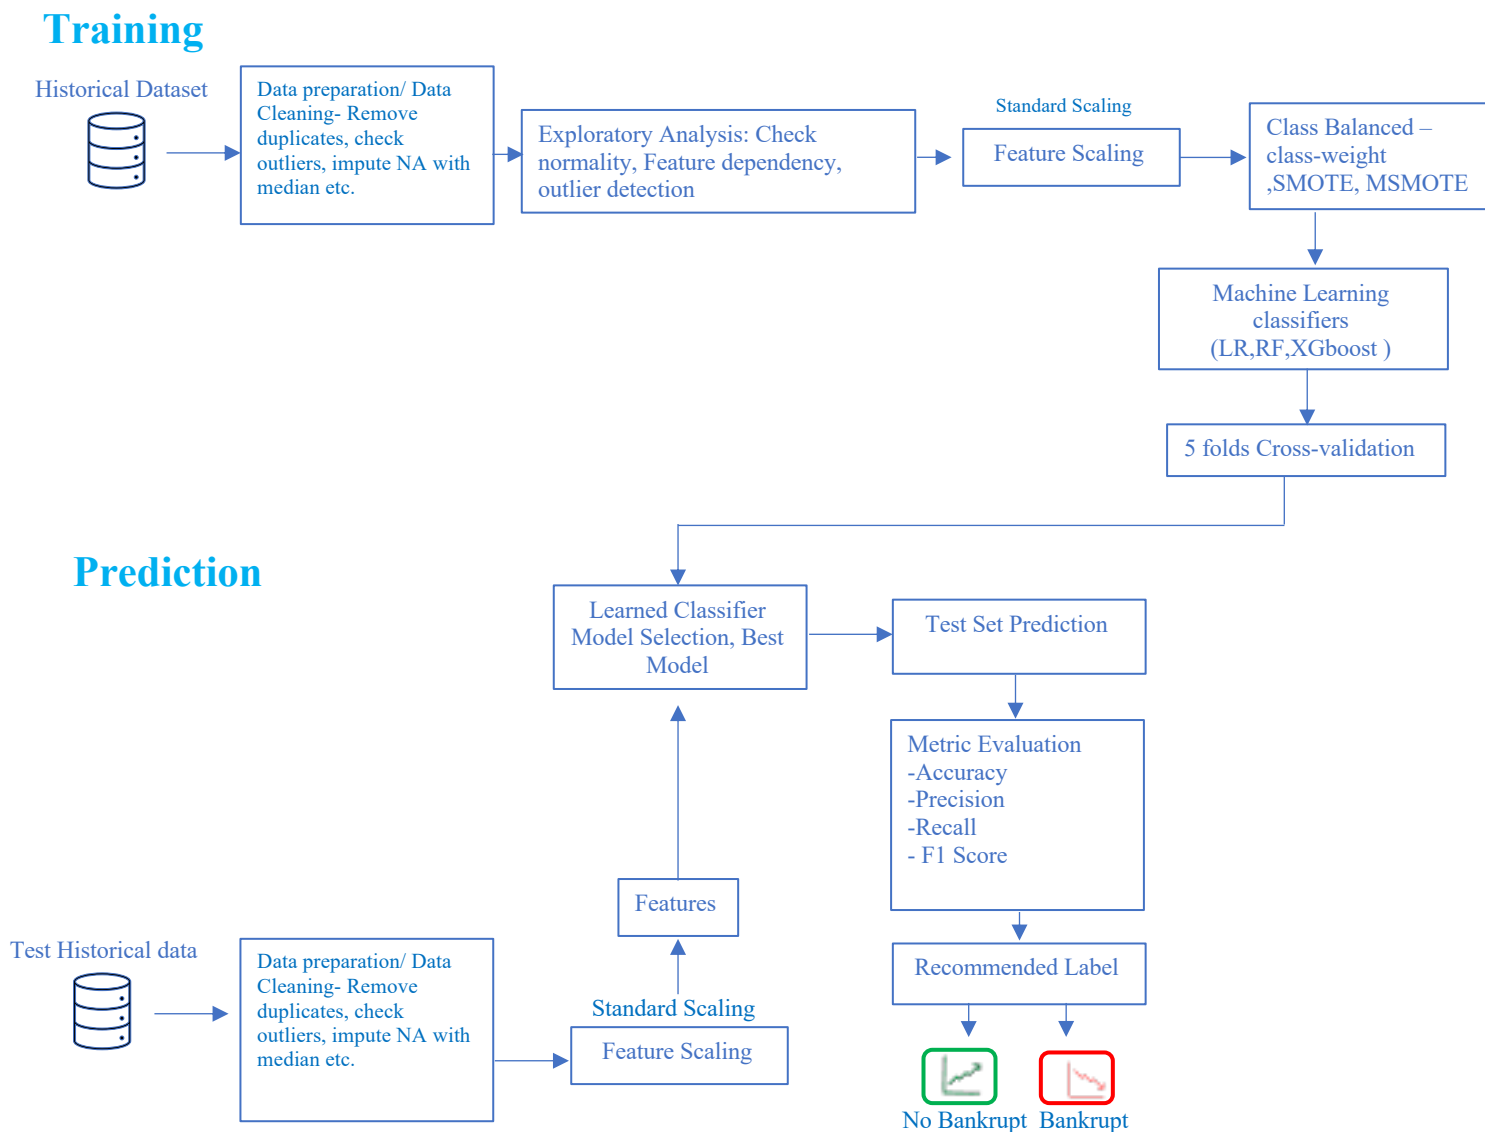 Training
Historical Dataset
Data preparation/ Data
Cleaning- Remove
duplicates, check
outliers, impute NA with
median etc.
Exploratory Analysis: Check
normality, Feature dependency,
outlier detection
Standard Scaling
Feature Scaling
Class Balanced –
class-weight
,SMOTE, MSMOTE
Machine Learning
classifiers
(LR,RF,XGboost )
5 folds Cross-validation
Prediction
Learned Classifier
Model Selection, Best
Model
Test Set Prediction
Metric Evaluation
-Accuracy
-Precision
-Recall
- F1 Score
Features
Test Historical data
Data preparation/ Data
Cleaning- Remove
duplicates, check
outliers, impute NA with
median etc.
Standard Scaling
Feature Scaling
Recommended Label
No Bankrupt
Bankrupt